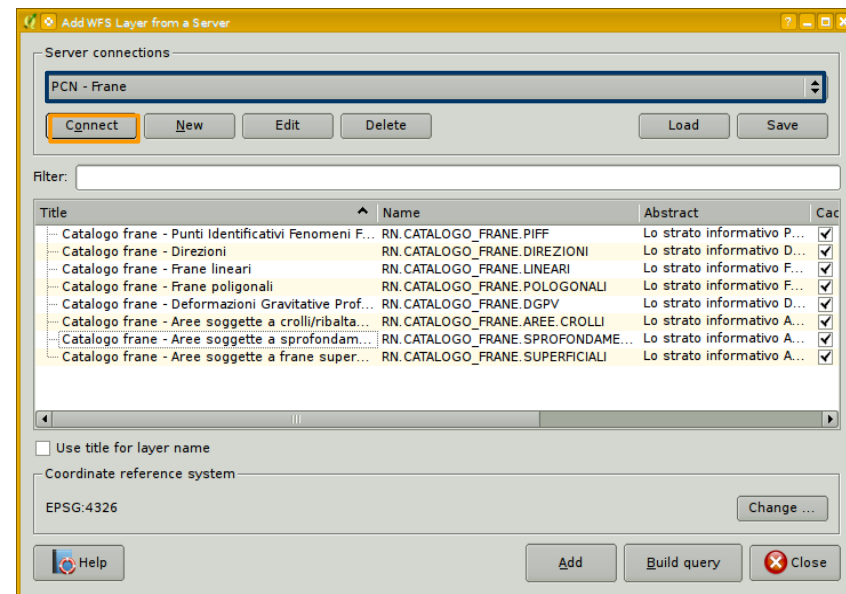 Add WFS Layer from a Server
Server connections
PCN - Frane
Connect New Edit Delete Load Save
Filter:
Title Name Abstract Cac
Catalogo frane - Punti Identificativi Fenomeni F... RN.CATALOGO_FRANE.PIFF Lo strato informativo P...
Catalogo frane - Direzioni RN.CATALOGO_FRANE.DIREZIONI Lo strato informativo D...
Catalogo frane - Frane lineari RN.CATALOGO_FRANE.LINEARI Lo strato informativo F...
Catalogo frane - Frane poligonali RN.CATALOGO_FRANE.POLOGONALI Lo strato informativo F...
Catalogo frane - Deformazioni Gravitative Prof... RN.CATALOGO_FRANE.DGPV Lo strato informativo D...
Catalogo frane - Aree soggette a crolli/ribalta... RN.CATALOGO_FRANE.AREE.CROLLI Lo strato informativo A...
Catalogo frane - Aree soggette a sprofondam... RN.CATALOGO_FRANE.SPROFONDAME... Lo strato informativo A...
Catalogo frane - Aree soggette a frane super... RN.CATALOGO_FRANE.SUPERFICIALI Lo strato informativo A...
Use title for layer name
Coordinate reference system
EPSG:4326 Change ...
Help Add Build query Close